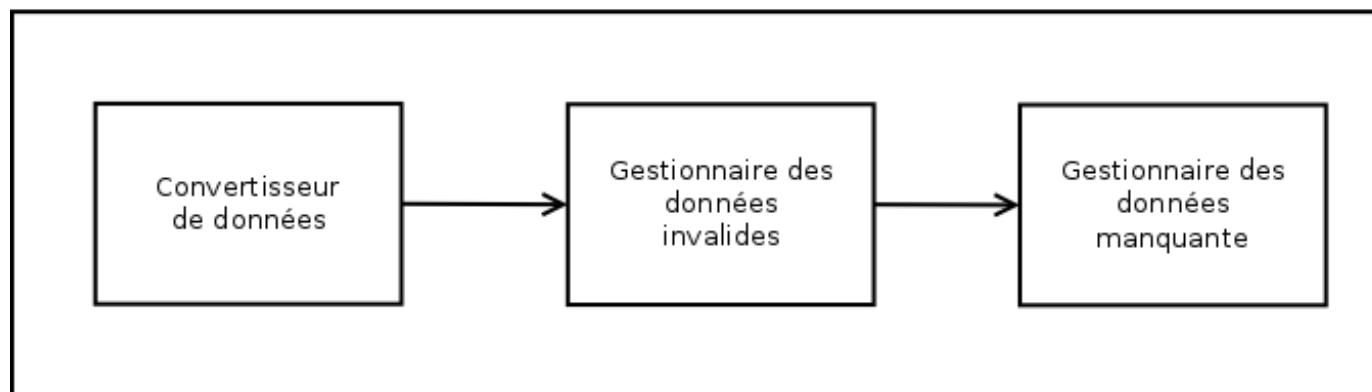 Convertisseur
de données
Gestionnaire des
données
invalides
Gestionnaire des
données
manquante